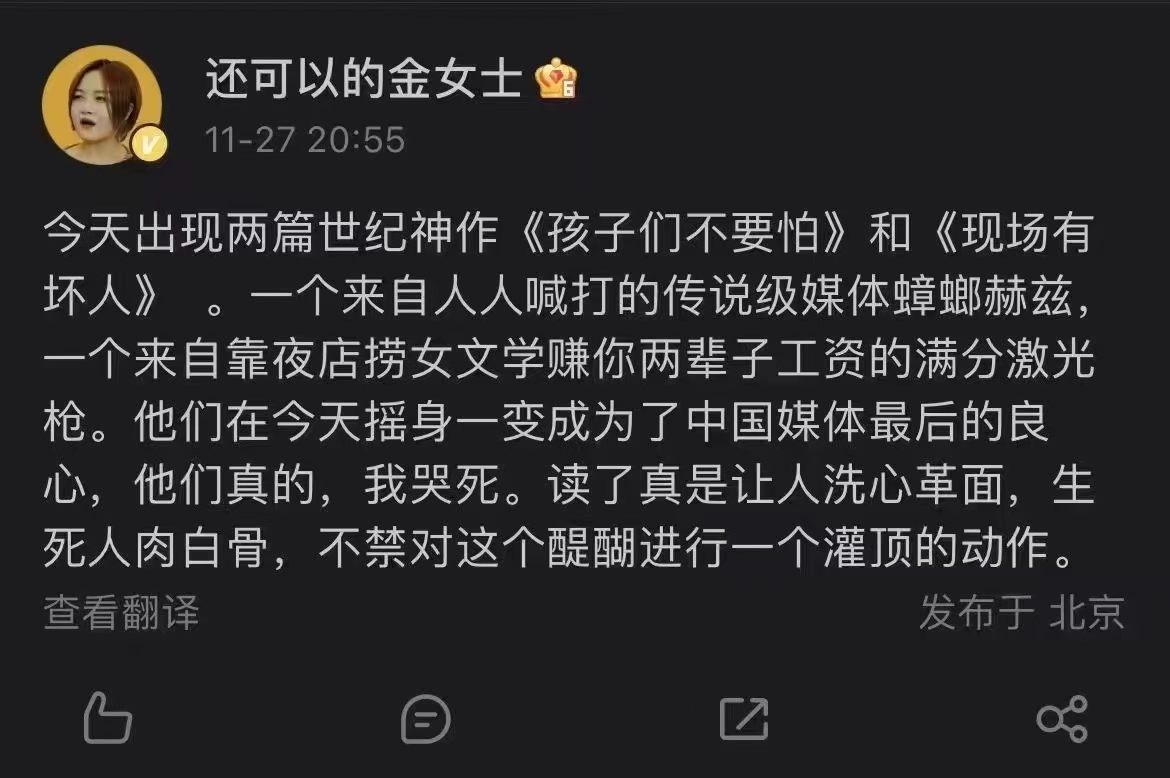 还可以的金女士
6
V
11-27 20:55
今天出现两篇世纪神作《孩子们不要怕》和《现场有
坏人》 。一个来自人人喊打的传说级媒体蟑螂赫兹，
一个来自靠夜店捞女文学赚你两辈子工资的满分激光
枪。他们在今天摇身一变成为了中国媒体最后的良
心，他们真的，我哭死。读了真是让人洗心革面，生
死人肉白骨，不禁对这个醍醐进行一个灌顶的动作。
查看翻译
发布于 北京